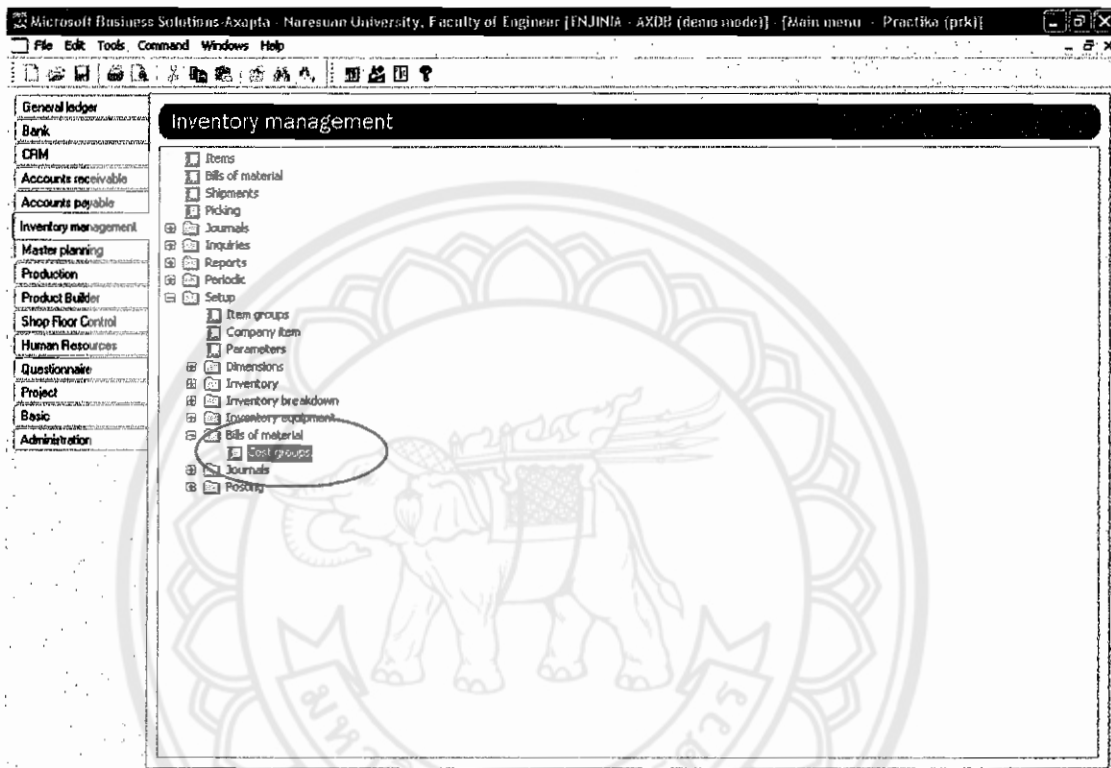 Microsoft Business Solutions-Axapta - Naresuan University, Faculty of Engineer [ENJINIA - AXDB (demo mode)] - [Main menu - Practika (prk)]
File Edit Tools Command Windows Help
General ledger
Bank
CRM
Accounts receivable
Accounts payable
Inventory management
Master planning
Production
Product Builder
Shop Floor Control
Human Resources
Questionnaire
Project
Basic
Administration
Inventory management
Items
Bills of material
Shipments
Picking
Journals
Inquiries
Reports
Periodic
Setup
Item groups
Company item
Parameters
Dimensions
Inventory
Inventory breakdown
Inventory equipment
Bills of material
Cost groups
Journals
Posting